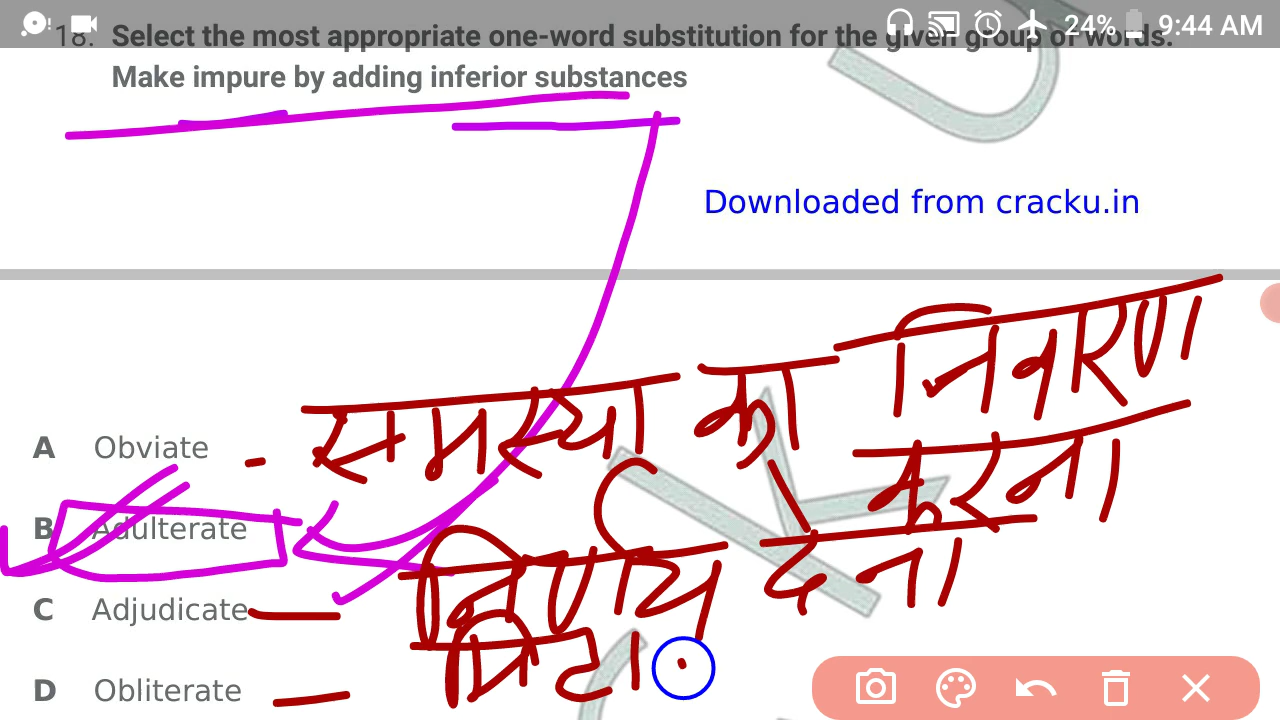 24% 9:44 AM
18. Select the most appropriate one-word substitution for the given group of words.
Make impure by adding inferior substances
Downloaded from cracku.in
A Obviate - समस्या का निवरण
करना
B Adulterate
C Adjudicate — निर्णय देना
D Obliterate — मिटा